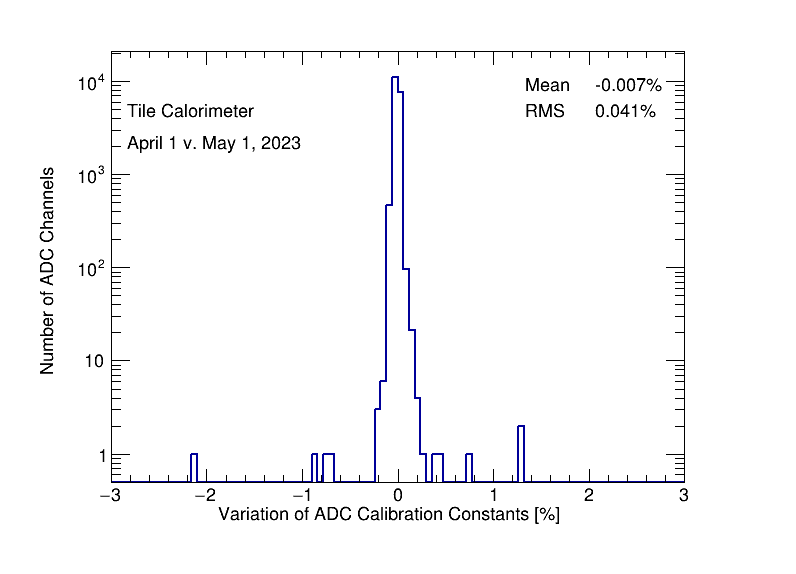 10⁴
Mean -0.007%
Tile Calorimeter
RMS 0.041%
April 1 v. May 1, 2023
10³
10²
10
1
Number of ADC Channels
−3 −2 −1 0 1 2 3
Variation of ADC Calibration Constants [%]